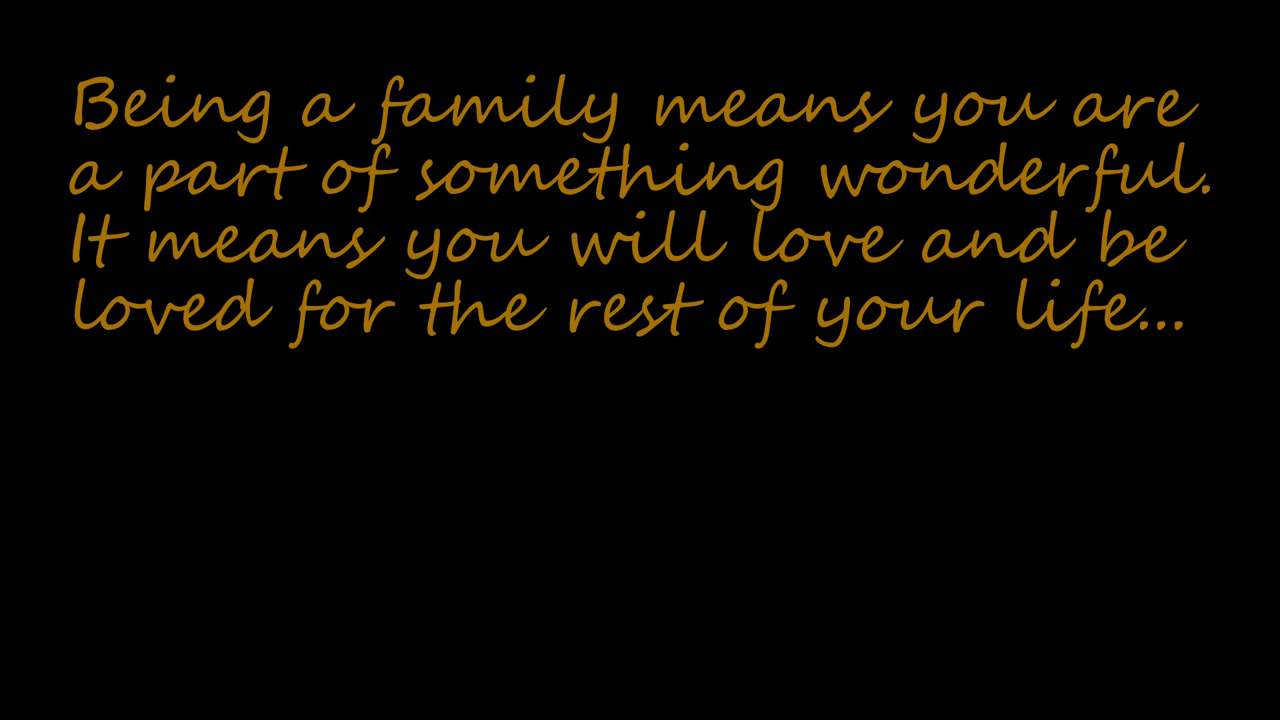 Being a family means you are
a part of something wonderful.
It means you will love and be
loved for the rest of your life...